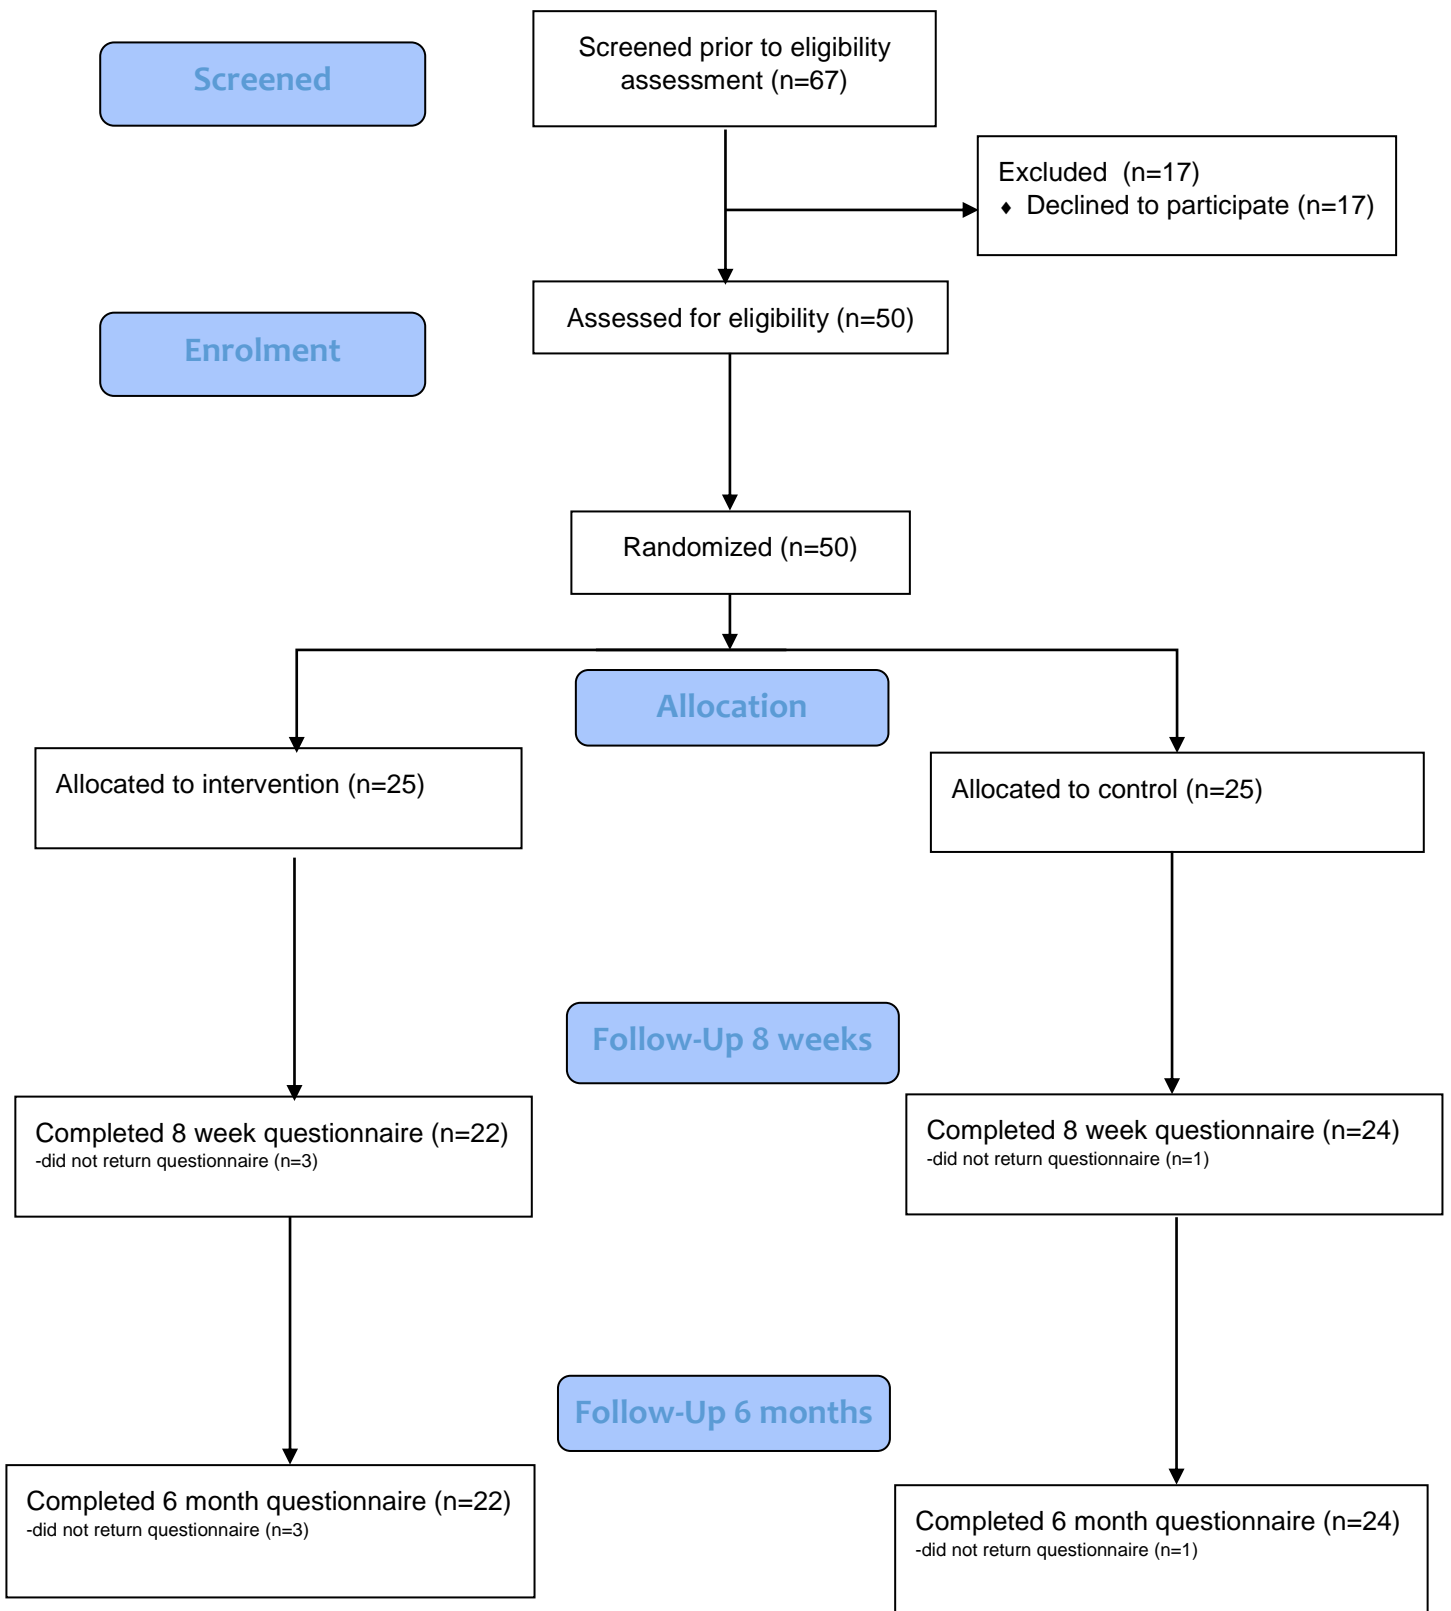 Screened
Screened prior to eligibility
assessment (n=67)
Excluded  (n=17)
♦ Declined to participate (n=17)
Enrolment
Assessed for eligibility (n=50)
Randomized (n=50)
Allocation
Allocated to intervention (n=25)
Allocated to control (n=25)
Follow-Up 8 weeks
Completed 8 week questionnaire (n=22)
-did not return questionnaire (n=3)
Completed 8 week questionnaire (n=24)
-did not return questionnaire (n=1)
Follow-Up 6 months
Completed 6 month questionnaire (n=22)
-did not return questionnaire (n=3)
Completed 6 month questionnaire (n=24)
-did not return questionnaire (n=1)